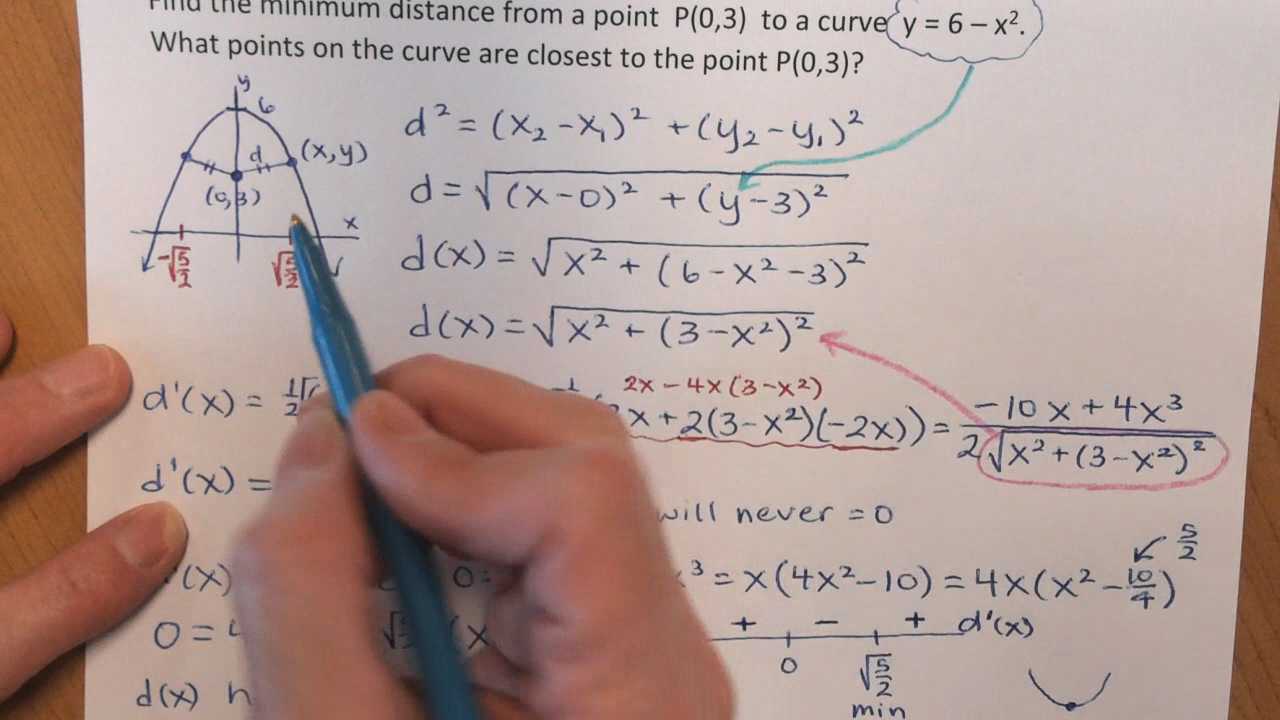 Find the minimum distance from a point P(0,3) to a curve y = 6 – x².
What points on the curve are closest to the point P(0,3)?
y
6
d (x,y)
(0,3)
x
-√5/2 √5/2
d² = (x₂ -x₁)² + (y₂ - y₁)²
d = √(x-0)² + (y-3)²
d(x) = √x² + (6-x²-3)²
d(x) = √x² + (3-x²)²
2x - 4x(3-x²)
d'(x) = 1/2 x + 2(3-x²)(-2x)) = -10x + 4x³ / 2√x² + (3-x²)²
d'(x) =
will never = 0
'(x) 0 ³ = x(4x²-10) = 4x(x² - 10/4) 5/2
+ - + d'(x)
0 = 4 x
0 √5/2
d(x) min